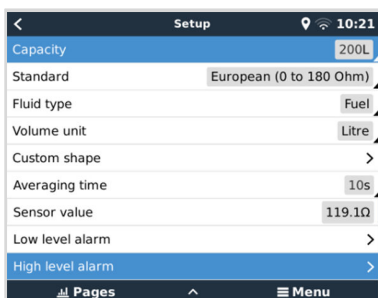 Setup 10:21
Capacity 200L
Standard European (0 to 180 Ohm)
Fluid type Fuel
Volume unit Litre
Custom shape
Averaging time 10s
Sensor value 119.1Ω
Low level alarm
High level alarm
Pages Menu